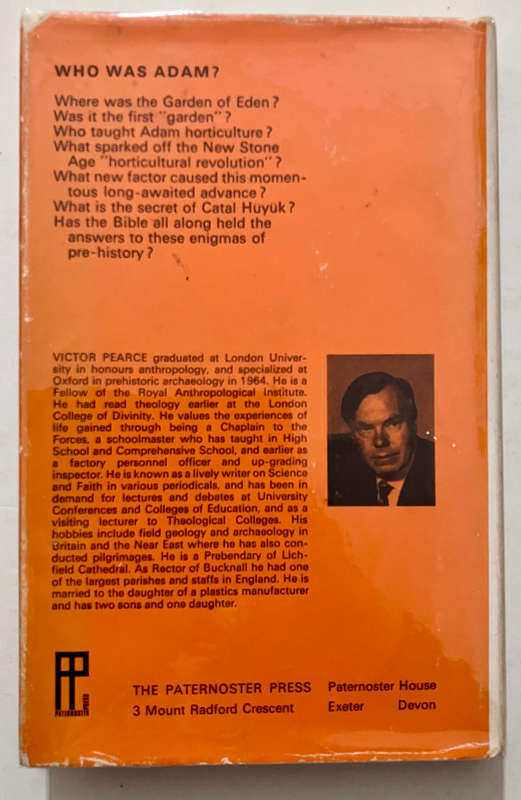 WHO WAS ADAM?
Where was the Garden of Eden?
Was it the first "garden"?
Who taught Adam horticulture?
What sparked off the New Stone
Age "horticultural revolution"?
What new factor caused this momen-
tous long-awaited advance?
What is the secret of Catal Hüyük?
Has the Bible all along held the
answers to these enigmas of
pre-history?
VICTOR PEARCE graduated at London Univer-
sity in honours anthropology, and specialized at
Oxford in prehistoric archaeology in 1964. He is a
Fellow of the Royal Anthropological Institute.
He had read theology earlier at the London
College of Divinity. He values the experiences of
life gained through being a Chaplain to the
Forces, a schoolmaster who has taught in High
School and Comprehensive School, and earlier as
a factory personnel officer and up-grading
inspector. He is known as a lively writer on Science
and Faith in various periodicals, and has been in
demand for lectures and debates at University
Conferences and Colleges of Education, and as a
visiting lecturer to Theological Colleges. His
hobbies include field geology and archaeology in
Britain and the Near East where he has also con-
ducted pilgrimages. He is a Prebendary of Lich-
field Cathedral. As Rector of Bucknall he had one
of the largest parishes and staffs in England. He is
married to the daughter of a plastics manufacturer
and has two sons and one daughter.
PP
PATERNOSTER
PRESS
THE PATERNOSTER PRESS Paternoster House
3 Mount Radford Crescent Exeter Devon